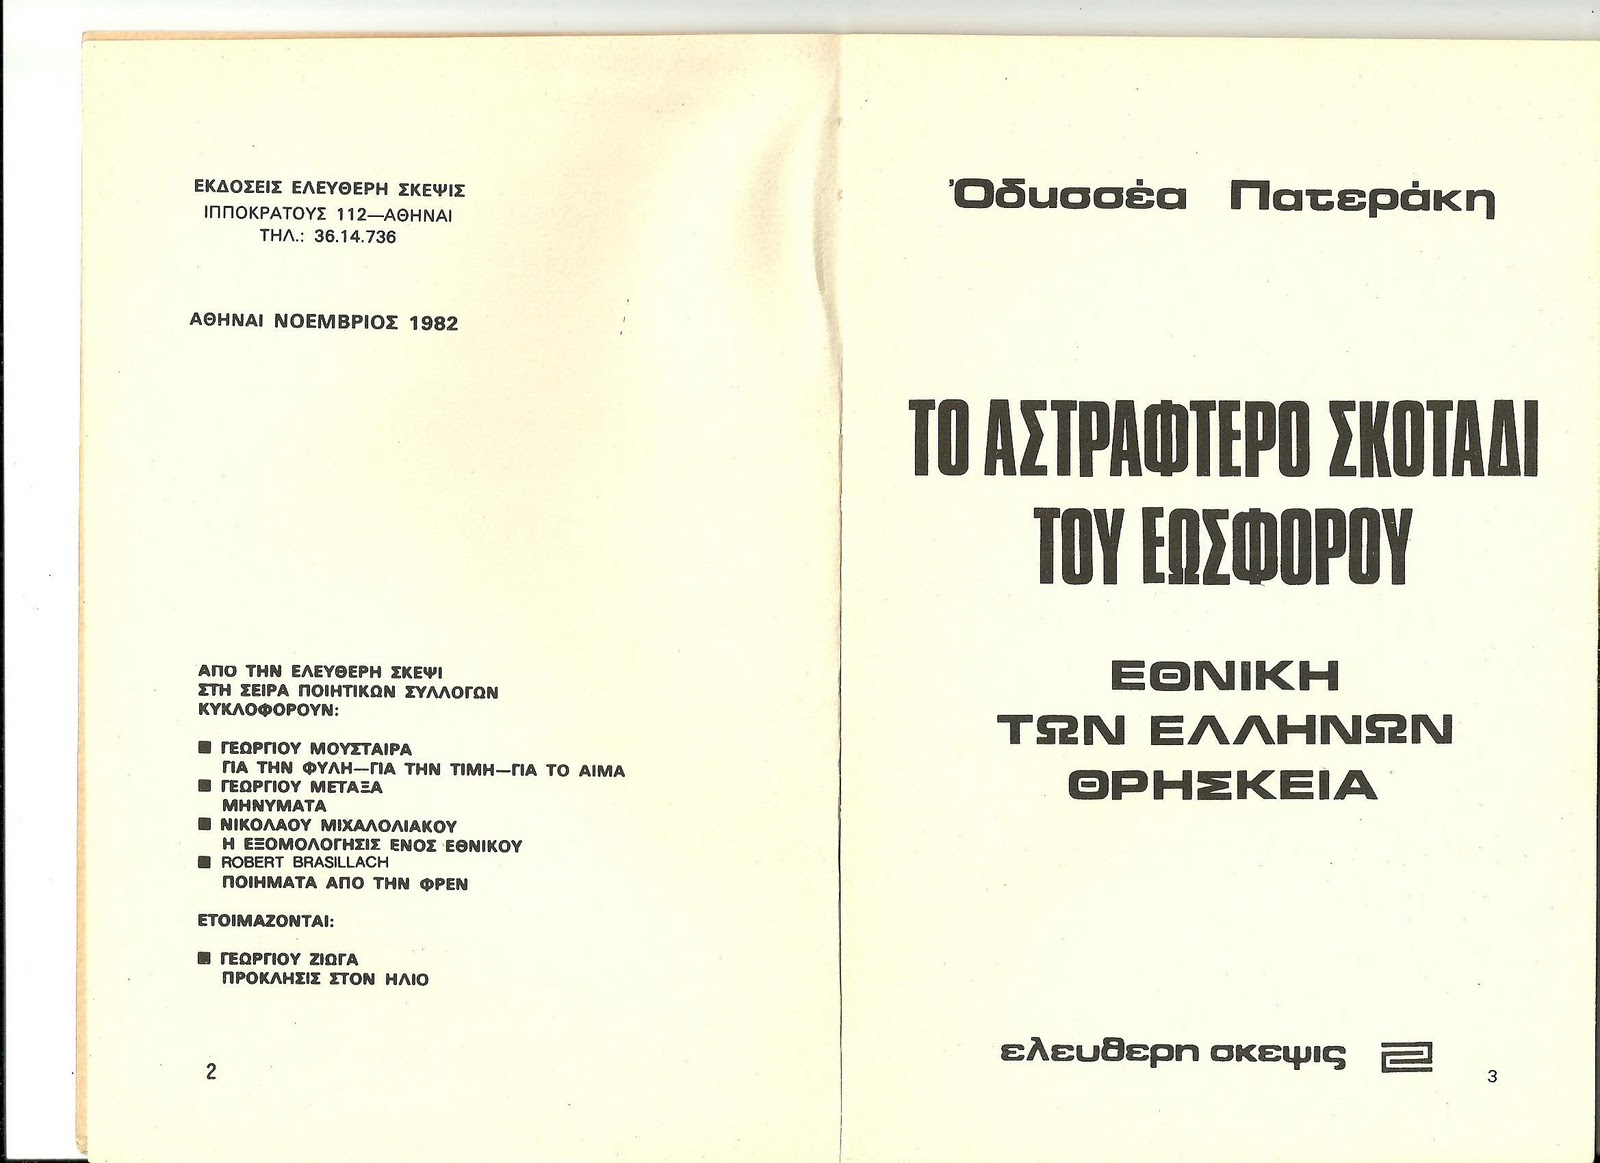 ΕΚΔΟΣΕΙΣ ΕΛΕΥΘΕΡΗ ΣΚΕΨΙΣ
ΙΠΠΟΚΡΑΤΟΥΣ 112—ΑΘΗΝΑΙ
ΤΗΛ.: 36.14.736
ΑΘΗΝΑΙ ΝΟΕΜΒΡΙΟΣ 1982
ΑΠΟ ΤΗΝ ΕΛΕΥΘΕΡΗ ΣΚΕΨΙ
ΣΤΗ ΣΕΙΡΑ ΠΟΙΗΤΙΚΩΝ ΣΥΛΛΟΓΩΝ
ΚΥΚΛΟΦΟΡΟΥΝ:
■ ΓΕΩΡΓΙΟΥ ΜΟΥΣΤΑΙΡΑ
ΓΙΑ ΤΗΝ ΦΥΛΗ—ΓΙΑ ΤΗΝ ΤΙΜΗ—ΓΙΑ ΤΟ ΑΙΜΑ
■ ΓΕΩΡΓΙΟΥ ΜΕΤΑΞΑ
ΜΗΝΥΜΑΤΑ
■ ΝΙΚΟΛΑΟΥ ΜΙΧΑΛΟΛΙΑΚΟΥ
Η ΕΞΟΜΟΛΟΓΗΣΙΣ ΕΝΟΣ ΕΘΝΙΚΟΥ
■ ROBERT BRASILLACH
ΠΟΙΗΜΑΤΑ ΑΠΟ ΤΗΝ ΦΡΕΝ
ΕΤΟΙΜΑΖΟΝΤΑΙ:
■ ΓΕΩΡΓΙΟΥ ΖΙΩΓΑ
ΠΡΟΚΛΗΣΙΣ ΣΤΟΝ ΗΛΙΟ
2
Ὀδυσσέα Πατεράκη
ΤΟ ΑΣΤΡΑΦΤΕΡΟ ΣΚΟΤΑΔΙ
ΤΟΥ ΕΩΣΦΟΡΟΥ
ΕΘΝΙΚΗ
ΤΩΝ ΕΛΛΗΝΩΝ
ΘΡΗΣΚΕΙΑ
ελευθερη σκεψις
3